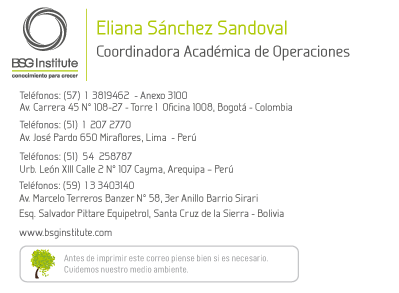 Eliana Sánchez Sandoval
Coordinadora Académica de Operaciones
BSG Institute
conocimiento para crecer
Teléfonos: (57) 1 3819462 - Anexo 3100
Av. Carrera 45 N° 108-27 - Torre 1 Oficina 1008, Bogotá - Colombia
Teléfonos: (51) 1 207 2770
Av. José Pardo 650 Miraflores, Lima - Perú
Teléfonos: (51) 54 258787
Urb. León XIII Calle 2 N° 107 Cayma, Arequipa – Perú
Teléfonos: (59) 1 3 3403140
Av. Marcelo Terreros Banzer N° 58, 3er Anillo Barrio Sirari
Esq. Salvador Pittare Equipetrol, Santa Cruz de la Sierra - Bolivia
www.bsginstitute.com
Antes de imprimir este correo piense bien si es necesario.
Cuidemos nuestro medio ambiente.